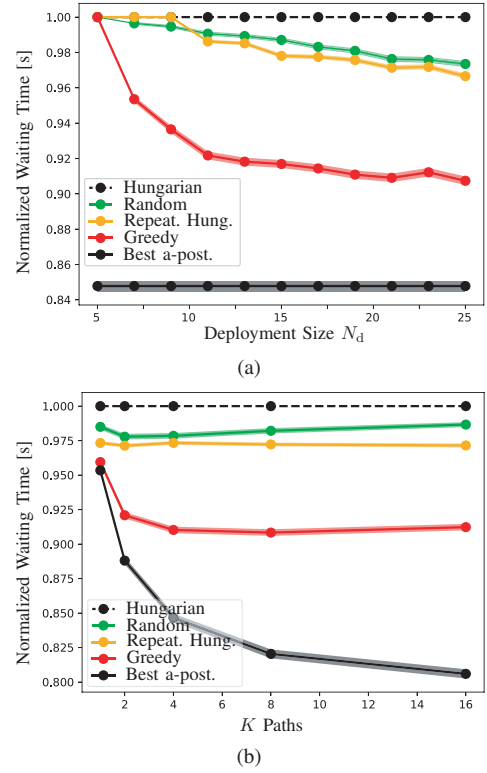 1.00
0.98
0.96
0.94
0.92
0.90
0.88
0.86
0.84
Normalized Waiting Time [s]
Hungarian
Random
Repeat. Hung.
Greedy
Best a-post.
5 10 15 20 25
Deployment Size N_d
(a)
1.000
0.975
0.950
0.925
0.900
0.875
0.850
0.825
0.800
Normalized Waiting Time [s]
Hungarian
Random
Repeat. Hung.
Greedy
Best a-post.
2 4 6 8 10 12 14 16
K Paths
(b)